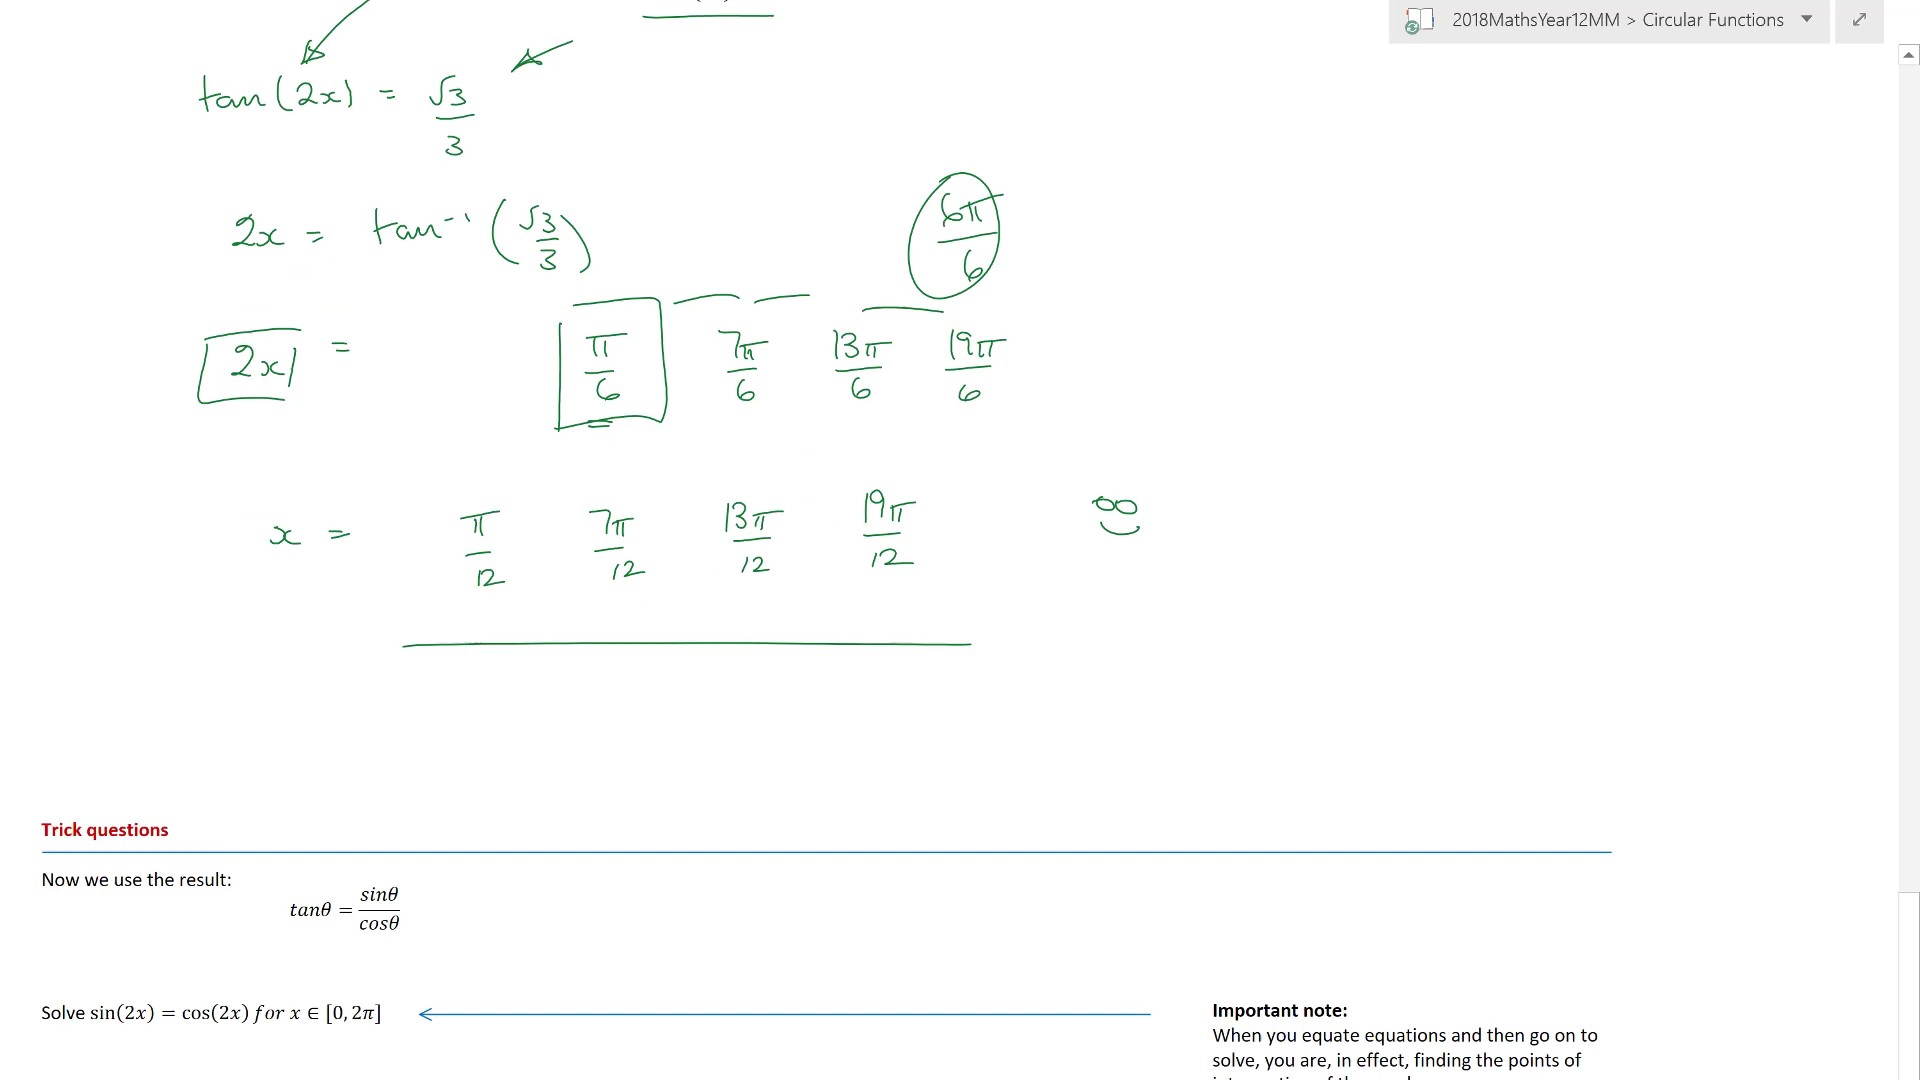 2018MathsYear12MM > Circular Functions
tan(2x) = √3/3
2x = tan⁻¹(√3/3)
6π/6
2x = π/6 7π/6 13π/6 19π/6
x = π/12 7π/12 13π/12 19π/12
Trick questions
Now we use the result:
tanθ = sinθ/cosθ
Solve sin(2x) = cos(2x) for x ∈ [0, 2π]
Important note:
When you equate equations and then go on to
solve, you are, in effect, finding the points of